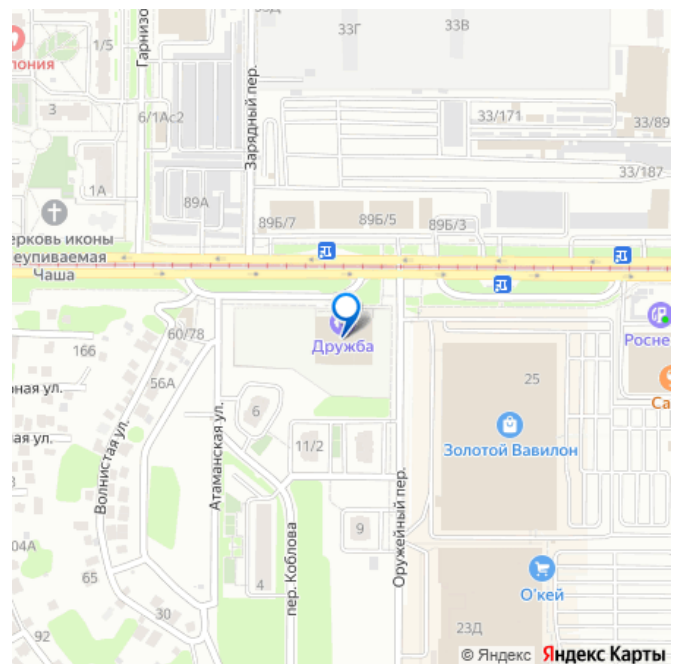 33Д
33Г
33В
1/5
Гарнизо
лония
Зарядный пер.
3
6/1Ас2
33/171
33/89
33/187
1А
89А
89Б/7
89Б/5
89Б/3
ерковь иконы
еупиваемая
Чаша
60/78
Дружба
Росне
166
56А
25
ная ул.
Са
6
Волнистая ул.
Атаманская ул.
11/2
Золотой Вавилон
ая ул.
Оружейный пер.
9
04А
пер. Коблова
65
4
О'кей
30
23Д
92
© Яндекс Яндекс Карты